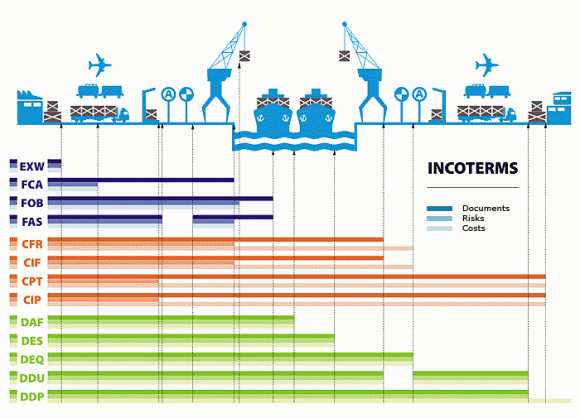 A
A
INCOTERMS
Documents
Risks
Costs
EXW
FCA
FOB
FAS
CFR
CIF
CPT
CIP
DAF
DES
DEQ
DDU
DDP